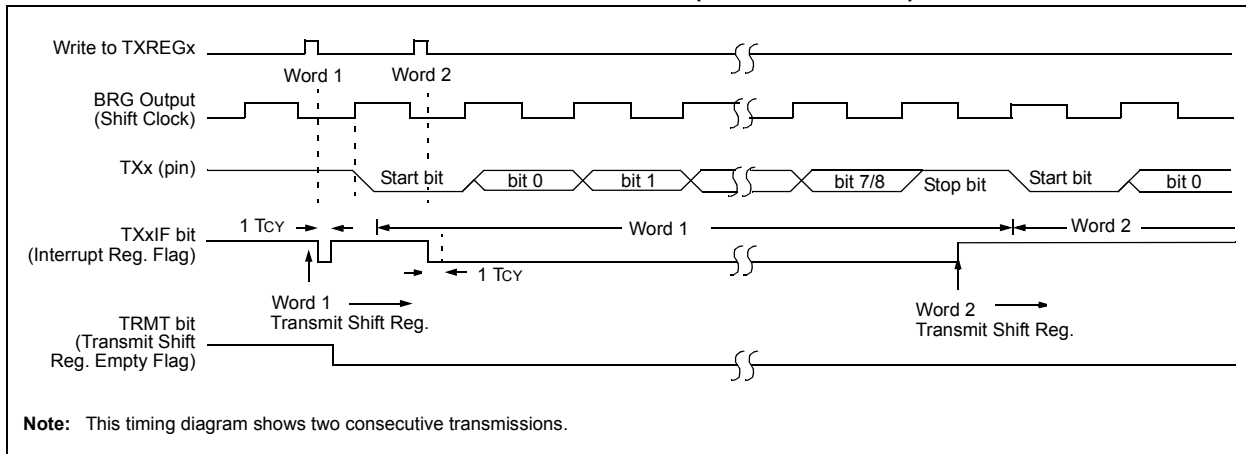 Write to TXREGx
Word 1
Word 2
BRG Output
(Shift Clock)
TXx (pin)
Start bit
bit 0
bit 1
bit 7/8
Stop bit
Start bit
bit 0
1 TCY
Word 1
Word 2
TXxIF bit
(Interrupt Reg. Flag)
1 TCY
Word 1
Transmit Shift Reg.
Word 2
Transmit Shift Reg.
TRMT bit
(Transmit Shift
Reg. Empty Flag)
Note: This timing diagram shows two consecutive transmissions.